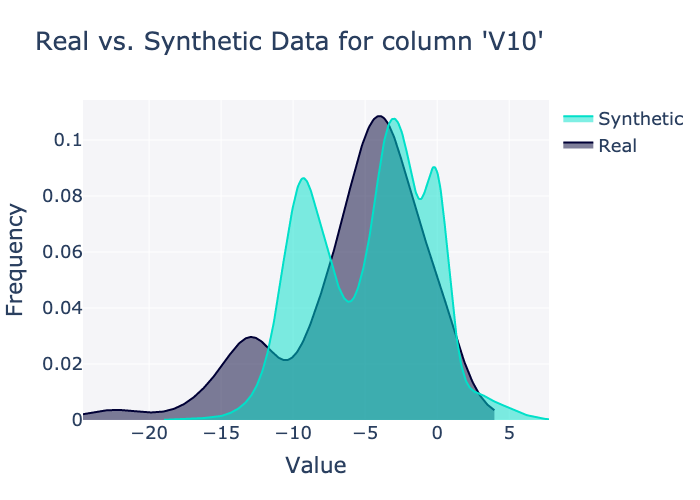 Real vs. Synthetic Data for column 'V10'
Synthetic
Real
0.1
0.08
0.06
0.04
0.02
0
Frequency
−20 −15 −10 −5 0 5
Value